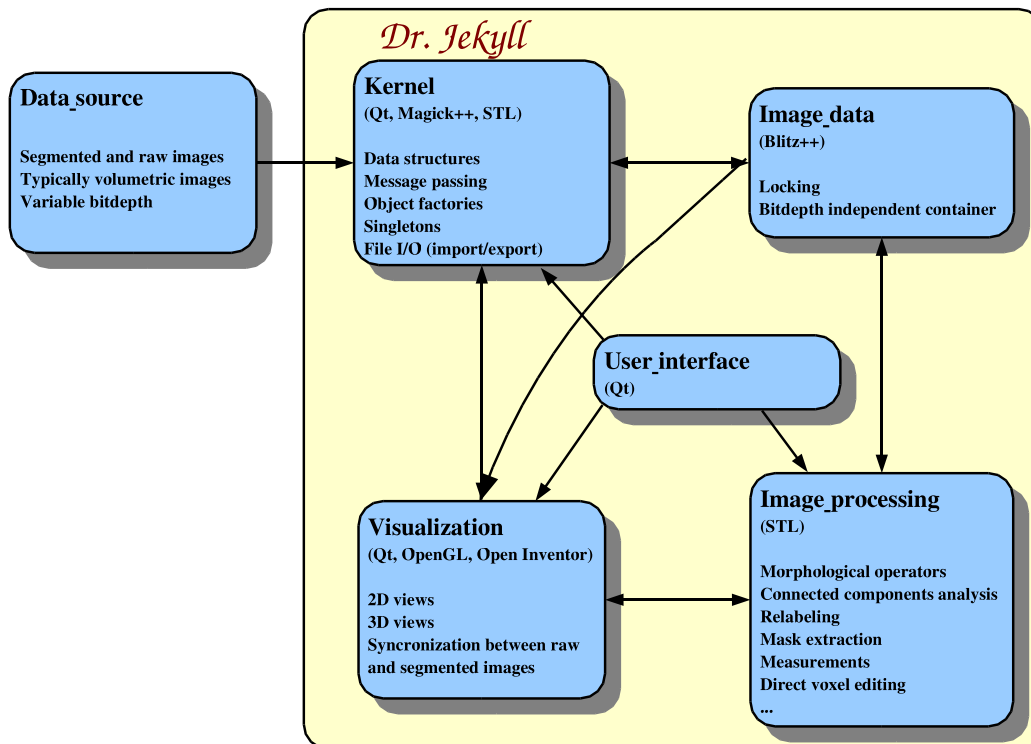 Dr. Jekyll
Data_source
Segmented and raw images
Typically volumetric images
Variable bitdepth
Kernel
(Qt, Magick++, STL)
Data structures
Message passing
Object factories
Singletons
File I/O (import/export)
Image_data
(Blitz++)
Locking
Bitdepth independent container
User_interface
(Qt)
Visualization
(Qt, OpenGL, Open Inventor)
2D views
3D views
Syncronization between raw
and segmented images
Image_processing
(STL)
Morphological operators
Connected components analysis
Relabeling
Mask extraction
Measurements
Direct voxel editing
...